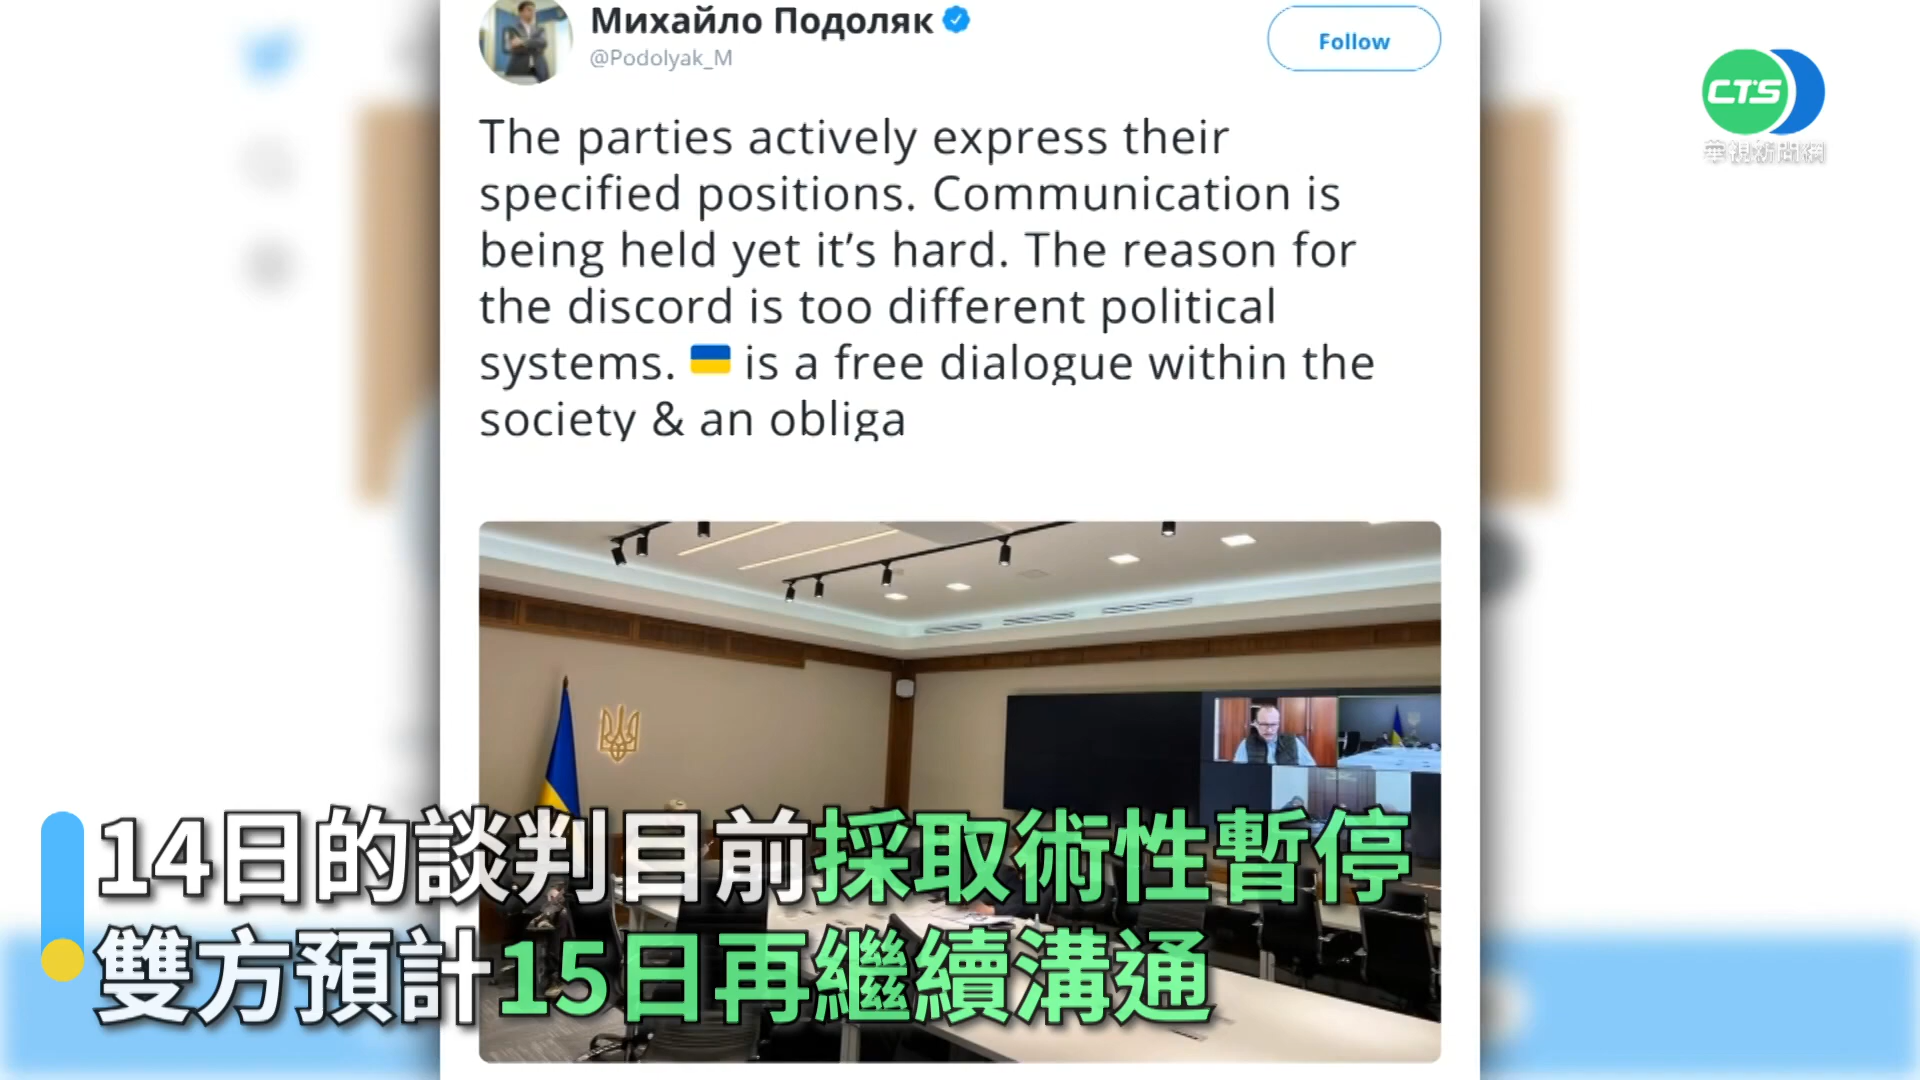 Михайло Подоляк
@Podolyak_M
Follow
CTS
華視新聞網
The parties actively express their
specified positions. Communication is
being held yet it’s hard. The reason for
the discord is too different political
systems. 🇺🇦 is a free dialogue within the
society & an obliga
14日的談判目前採取術性暫停
雙方預計15日再繼續溝通